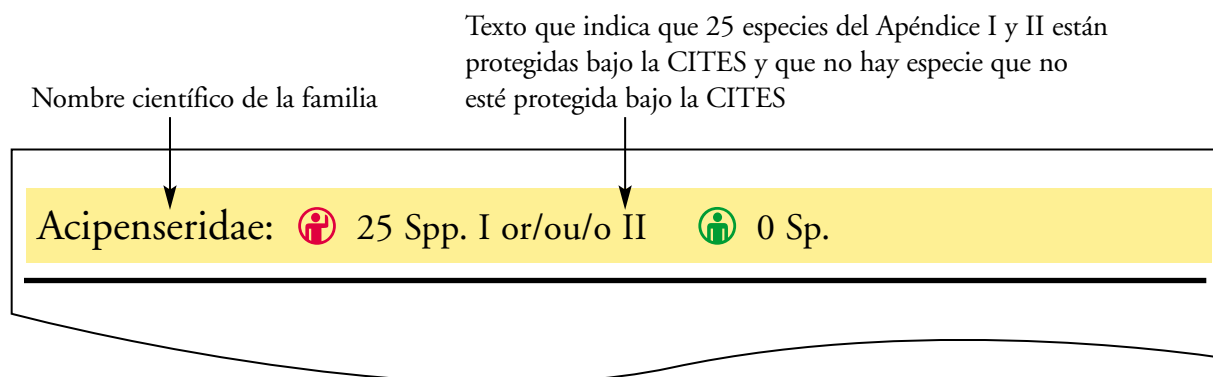 Texto que indica que 25 especies del Apéndice I y II están
protegidas bajo la CITES y que no hay especie que no
esté protegida bajo la CITES
Nombre científico de la familia
Acipenseridae: 25 Spp. I or/ou/o II 0 Sp.